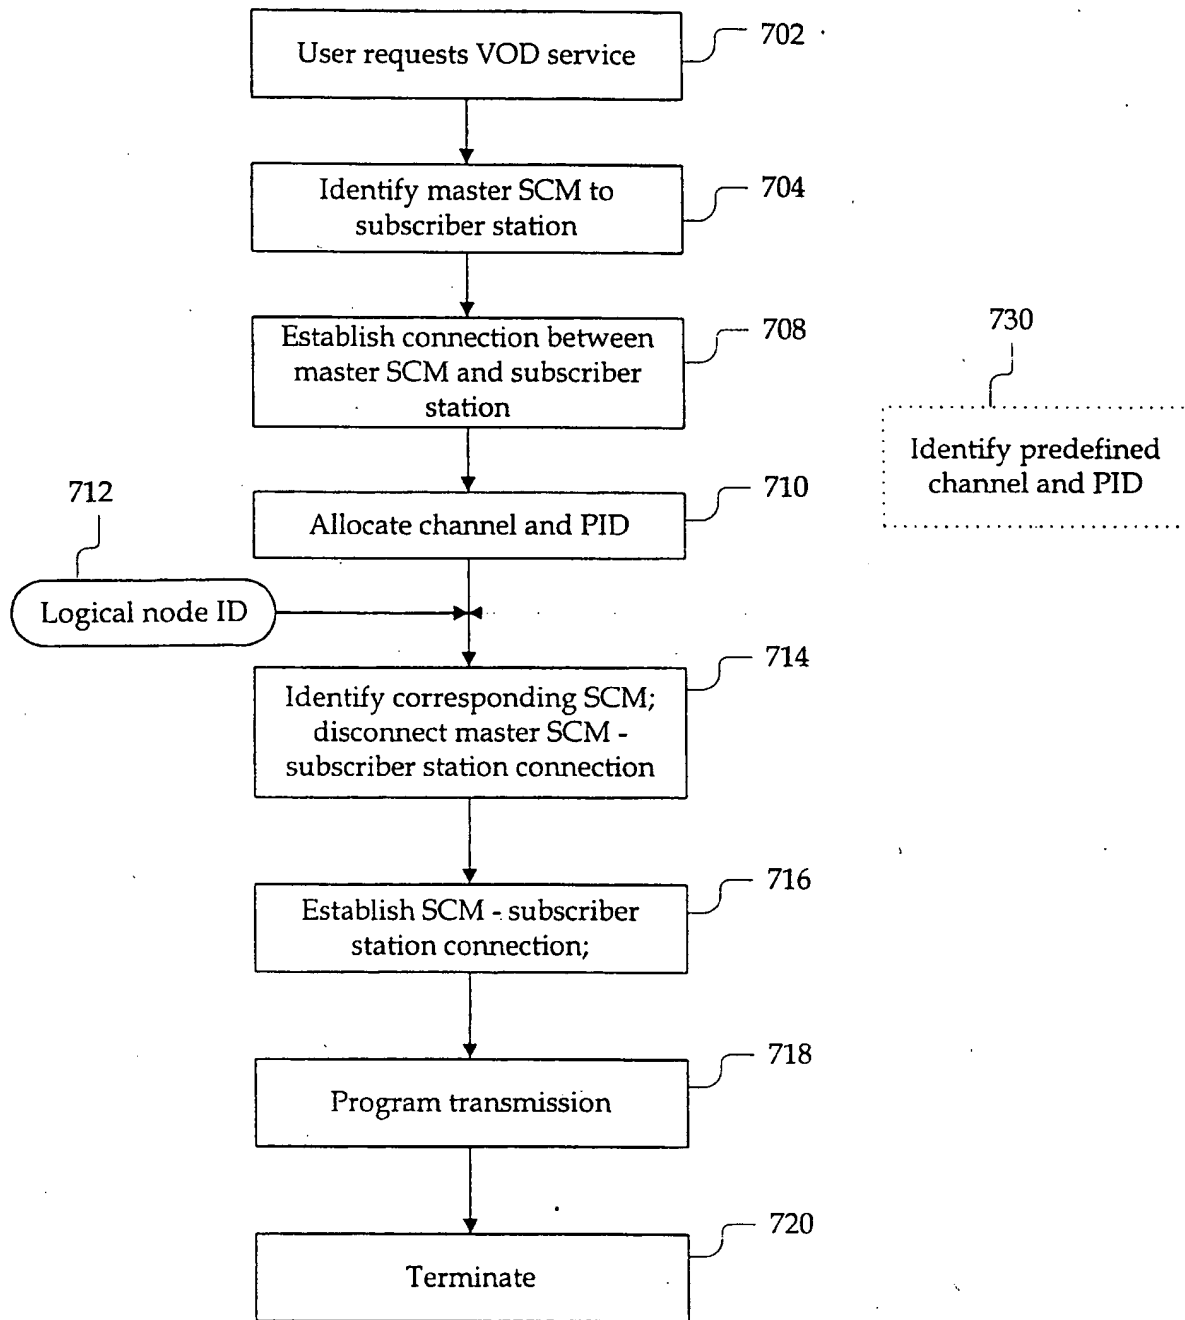 User requests VOD service
702
Identify master SCM to
subscriber station
704
Establish connection between
master SCM and subscriber
station
708
730
Identify predefined
channel and PID
712
Allocate channel and PID
710
Logical node ID
Identify corresponding SCM;
disconnect master SCM -
subscriber station connection
714
Establish SCM - subscriber
station connection;
716
Program transmission
718
Terminate
720